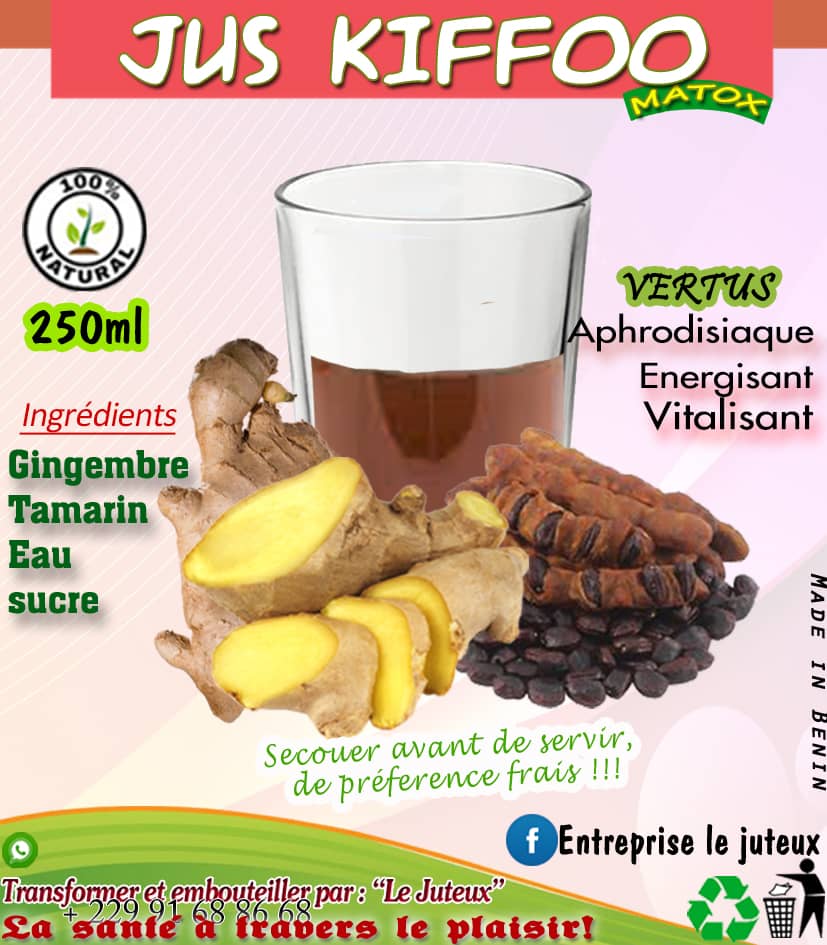 JUS KIFFOO
MATOX
100%
NATURAL
250ml
Ingrédients
Gingembre
Tamarin
Eau
sucre
VERTUS
Aphrodisiaque
Energisant
Vitalisant
MADE IN BENIN
Secouer avant de servir,
de préference frais !!!
f Entreprise le juteux
Transformer et embouteiller par : “Le Juteux”
+ 229 91 68 86 68
La santé à travers le plaisir!